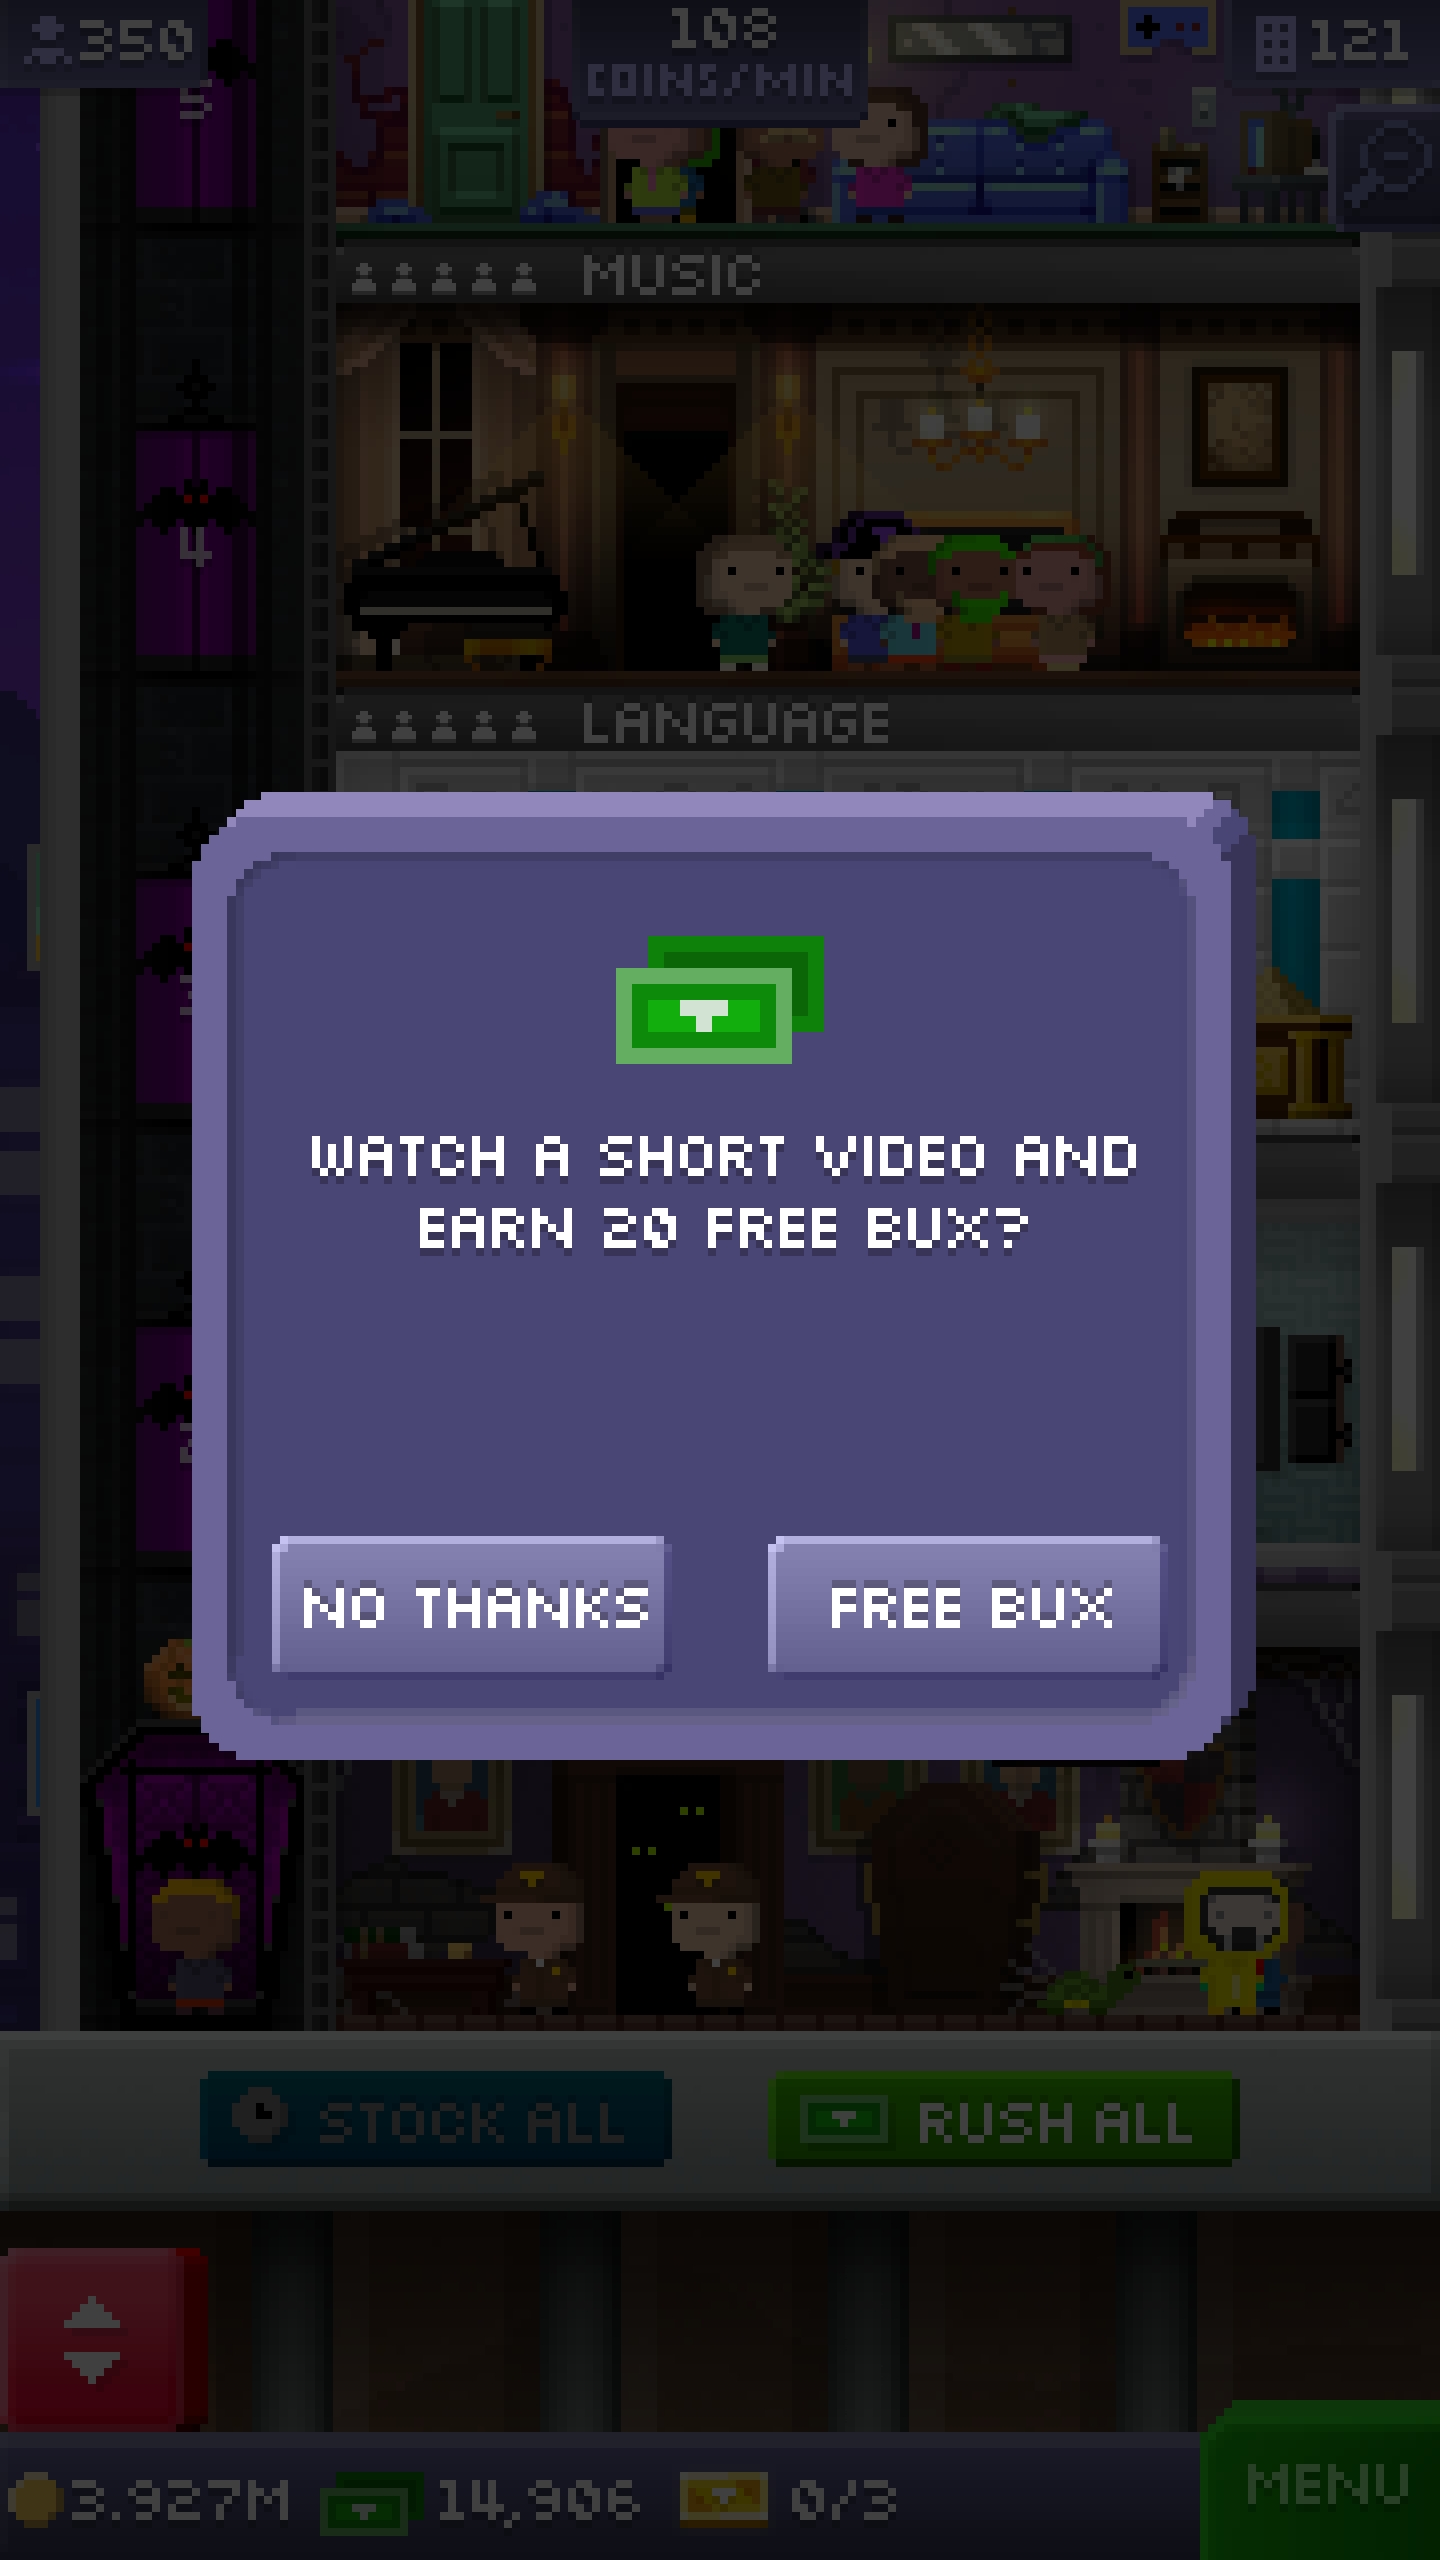 350
108
COINS/MIN
121
5
MUSIC
4
LANGUAGE
WATCH A SHORT VIDEO AND
EARN 20 FREE BUX?
NO THANKS
FREE BUX
STOCK ALL
RUSH ALL
3.927M
14,906
0/3
MENU